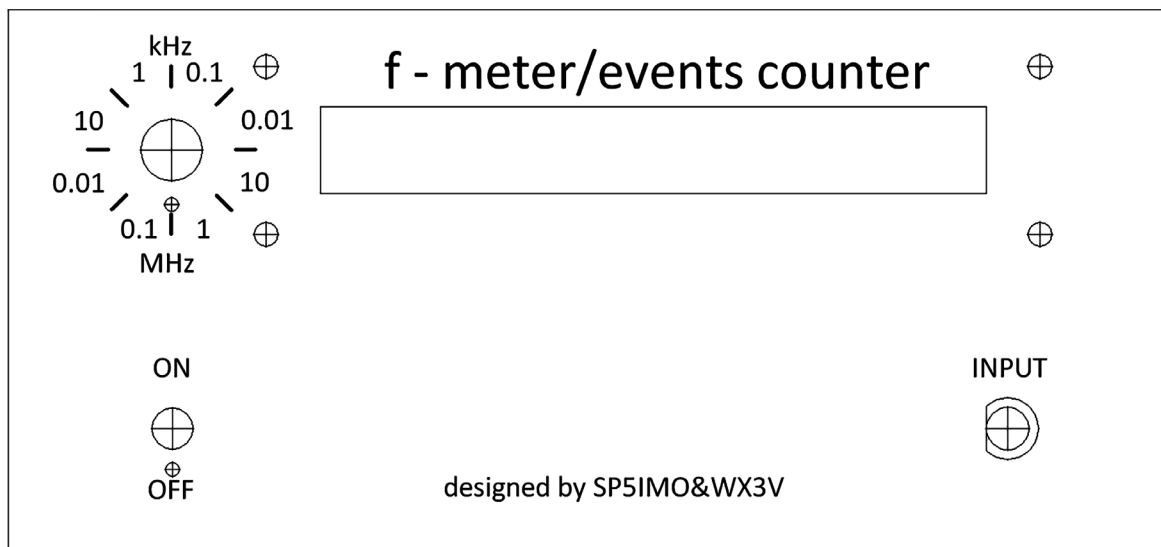 kHz
f - meter/events counter
1 0.1
10 0.01
0.01 10
0.1 1
MHz
ON INPUT
OFF designed by SP5IMO&WX3V